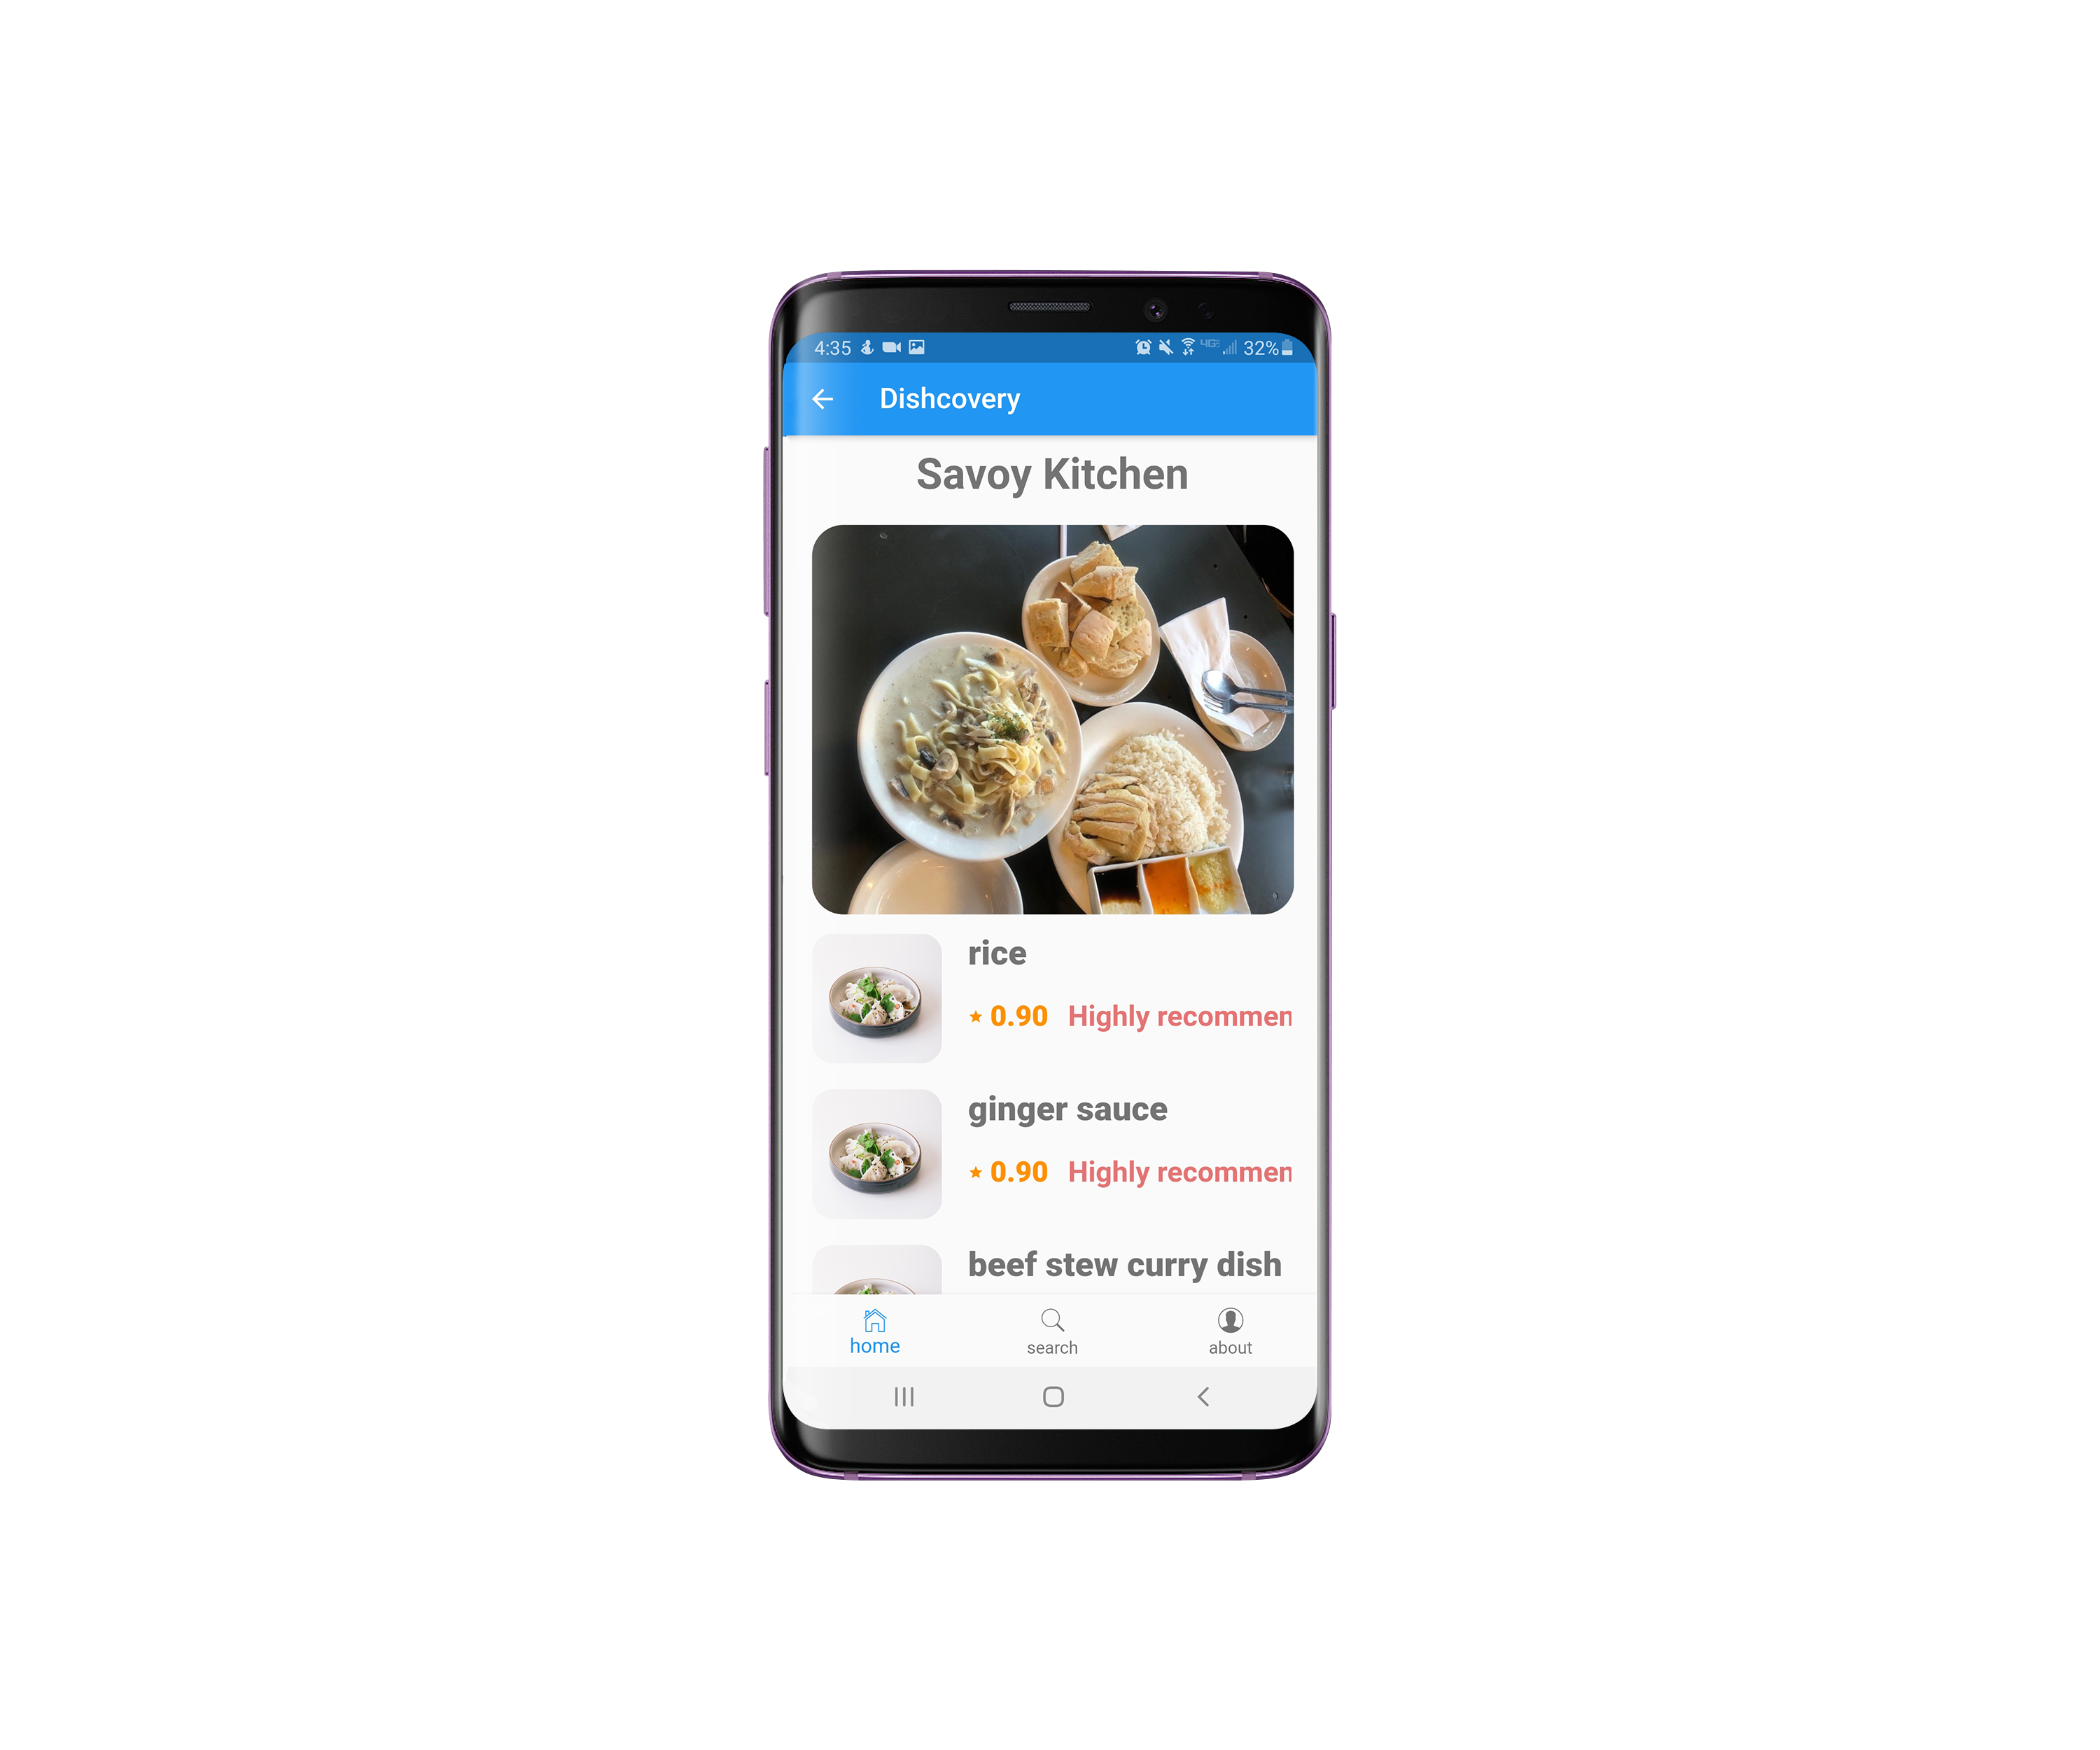 4:35 32%
Dishcovery
Savoy Kitchen
rice
0.90 Highly recommen
ginger sauce
0.90 Highly recommen
beef stew curry dish
home search about